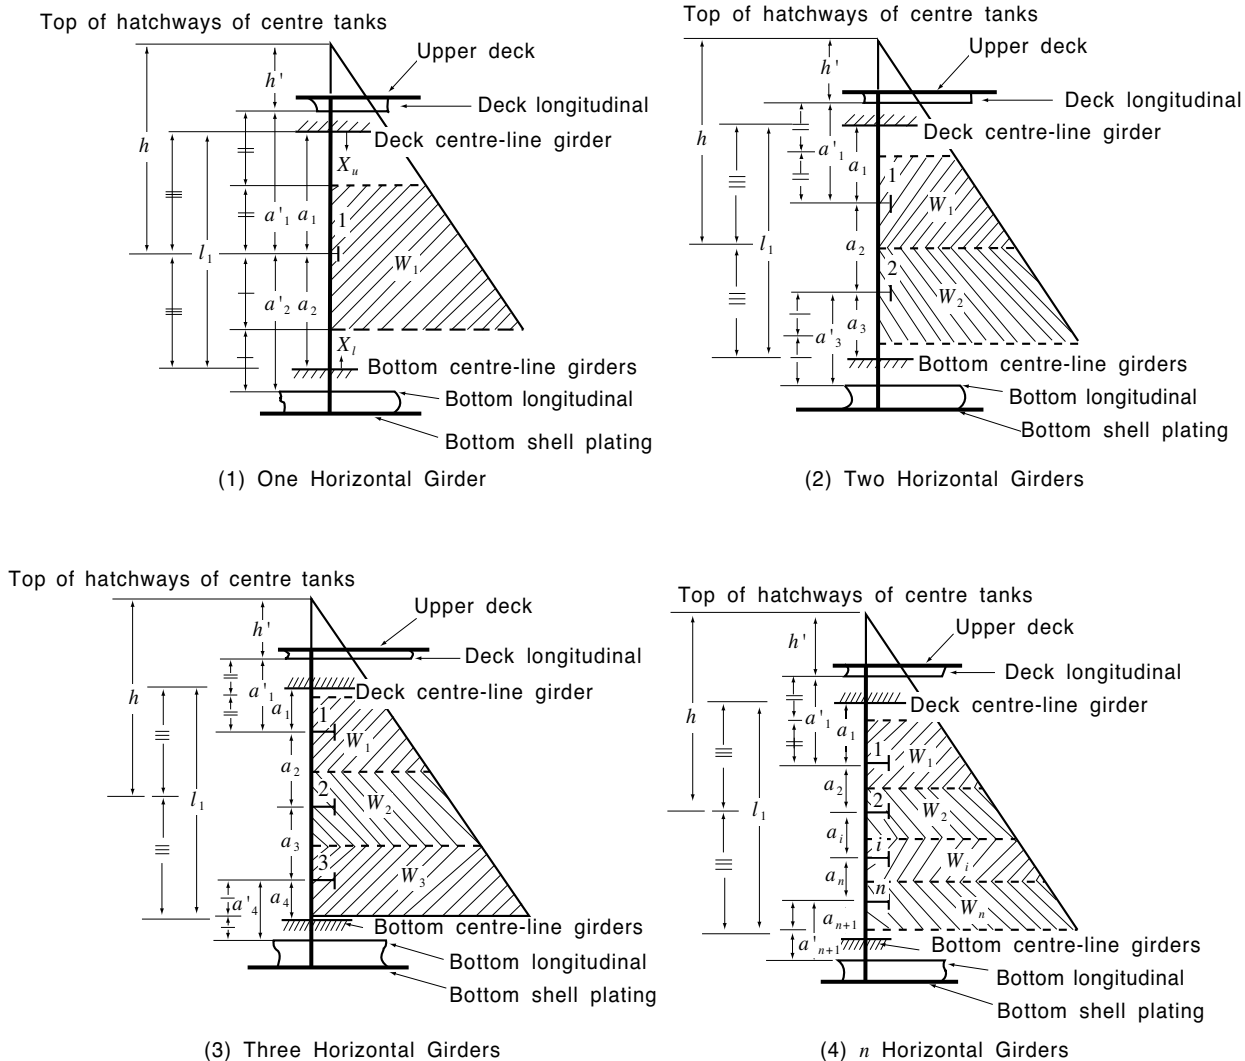 Top of hatchways of centre tanks
Upper deck
h'
Deck longitudinal
h
Deck centre-line girder
X_u
1
a'_1
a_1
l_1
W_1
a'_2
a_2
X_l
Bottom centre-line girders
Bottom longitudinal
Bottom shell plating
(1) One Horizontal Girder
Top of hatchways of centre tanks
Upper deck
h'
Deck longitudinal
h
Deck centre-line girder
a'_1
a_1
1
W_1
l_1
a_2
2
W_2
a'_3
a_3
Bottom centre-line girders
Bottom longitudinal
Bottom shell plating
(2) Two Horizontal Girders
Top of hatchways of centre tanks
Upper deck
h'
Deck longitudinal
h
a'_1
Deck centre-line girder
a_1
1
W_1
a_2
l_1
2
W_2
a_3
3
W_3
a'_4
a_4
Bottom centre-line girders
Bottom longitudinal
Bottom shell plating
(3) Three Horizontal Girders
Top of hatchways of centre tanks
Upper deck
h'
Deck longitudinal
h
Deck centre-line girder
a'_1
a_1
1
W_1
a_2
l_1
2
W_2
a_i
i
W_i
a_n
n
W_n
a_{n+1}
a'_{n+1}
Bottom centre-line girders
Bottom longitudinal
Bottom shell plating
(4) n Horizontal Girders